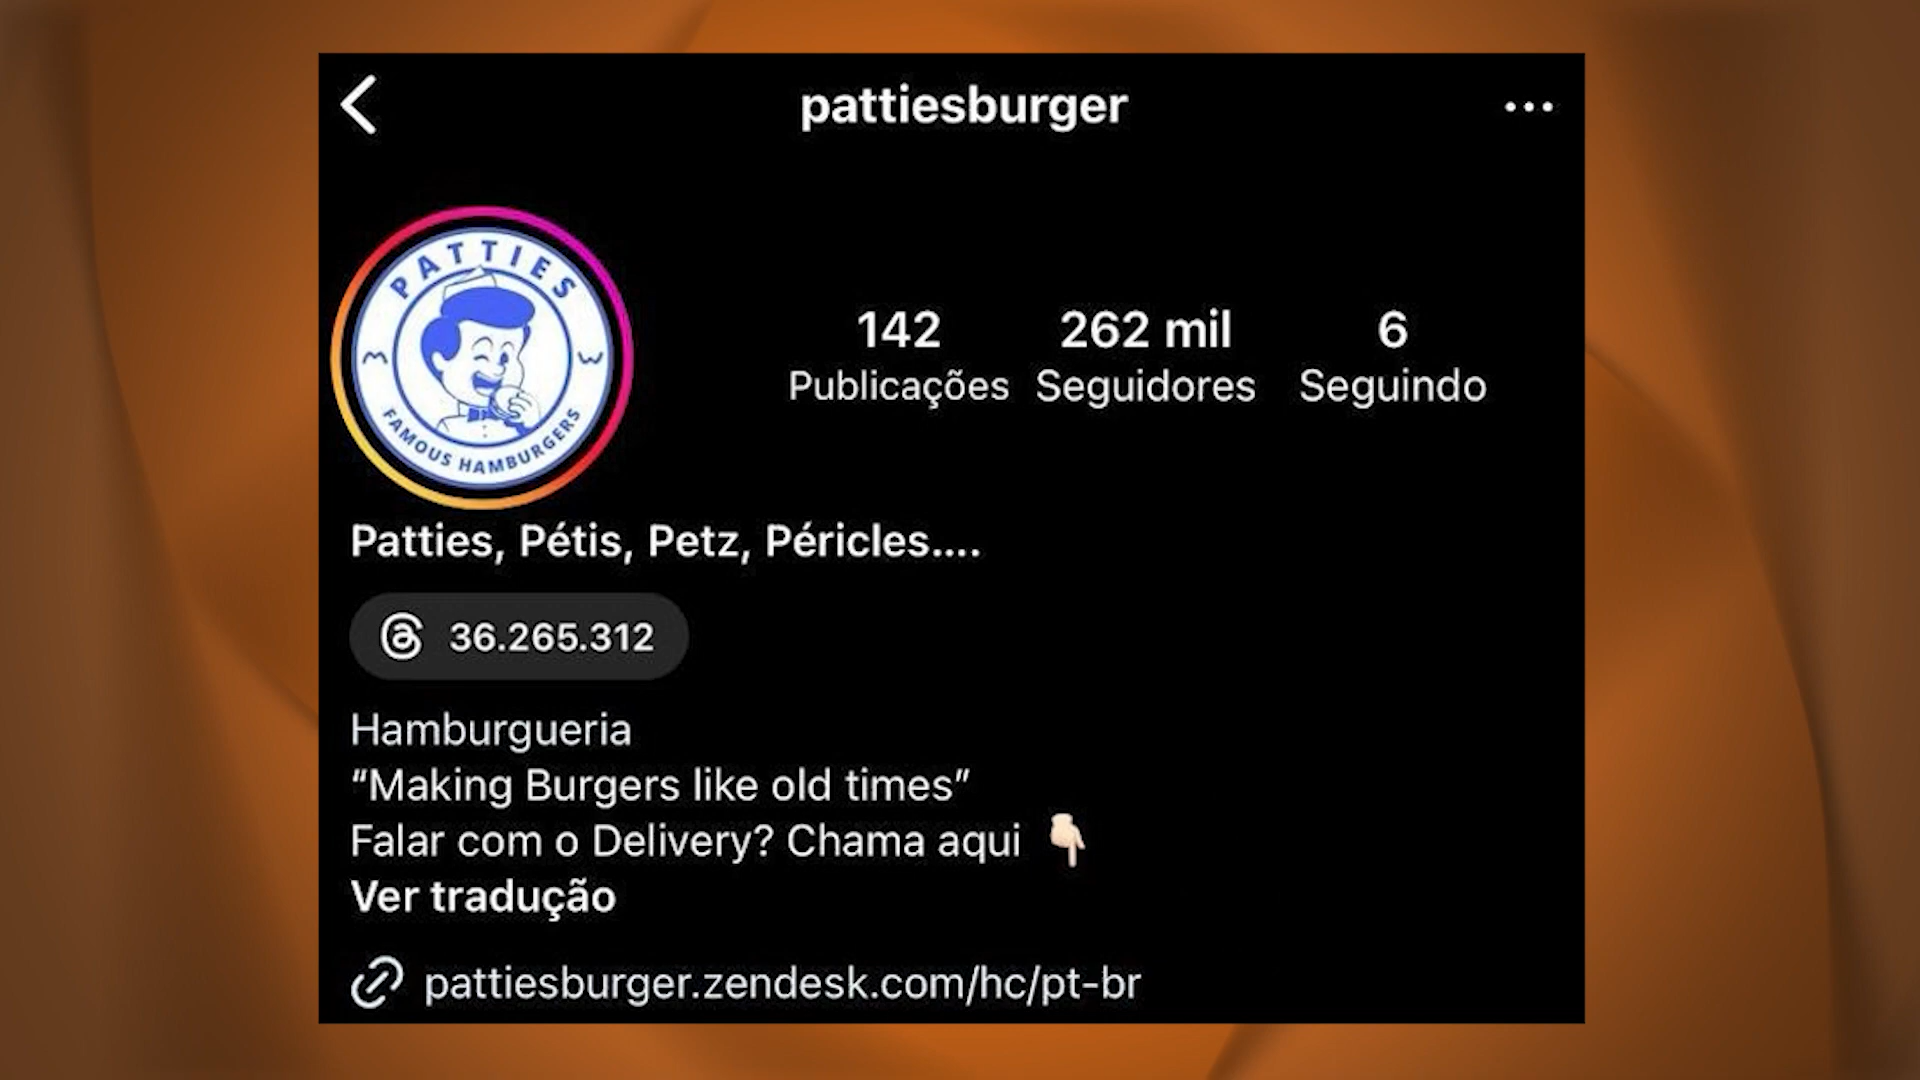 pattiesburger
PATTIES
FAMOUS HAMBURGERS
142
Publicações
262 mil
Seguidores
6
Seguindo
Patties, Pétis, Petz, Péricles....
36.265.312
Hamburgueria
“Making Burgers like old times”
Falar com o Delivery? Chama aqui 👇🏻
Ver tradução
pattiesburger.zendesk.com/hc/pt-br